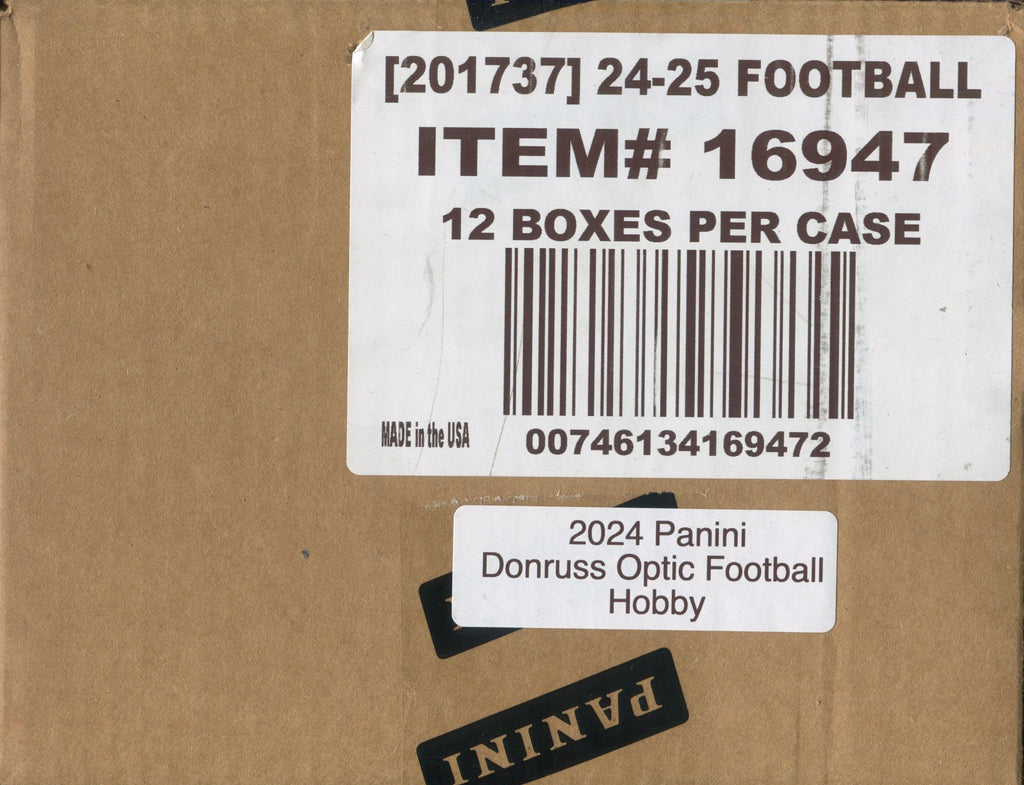 [201737] 24-25 FOOTBALL
ITEM# 16947
12 BOXES PER CASE
MADE in the USA
00746134169472
2024 Panini
Donruss Optic Football
Hobby
PANINI